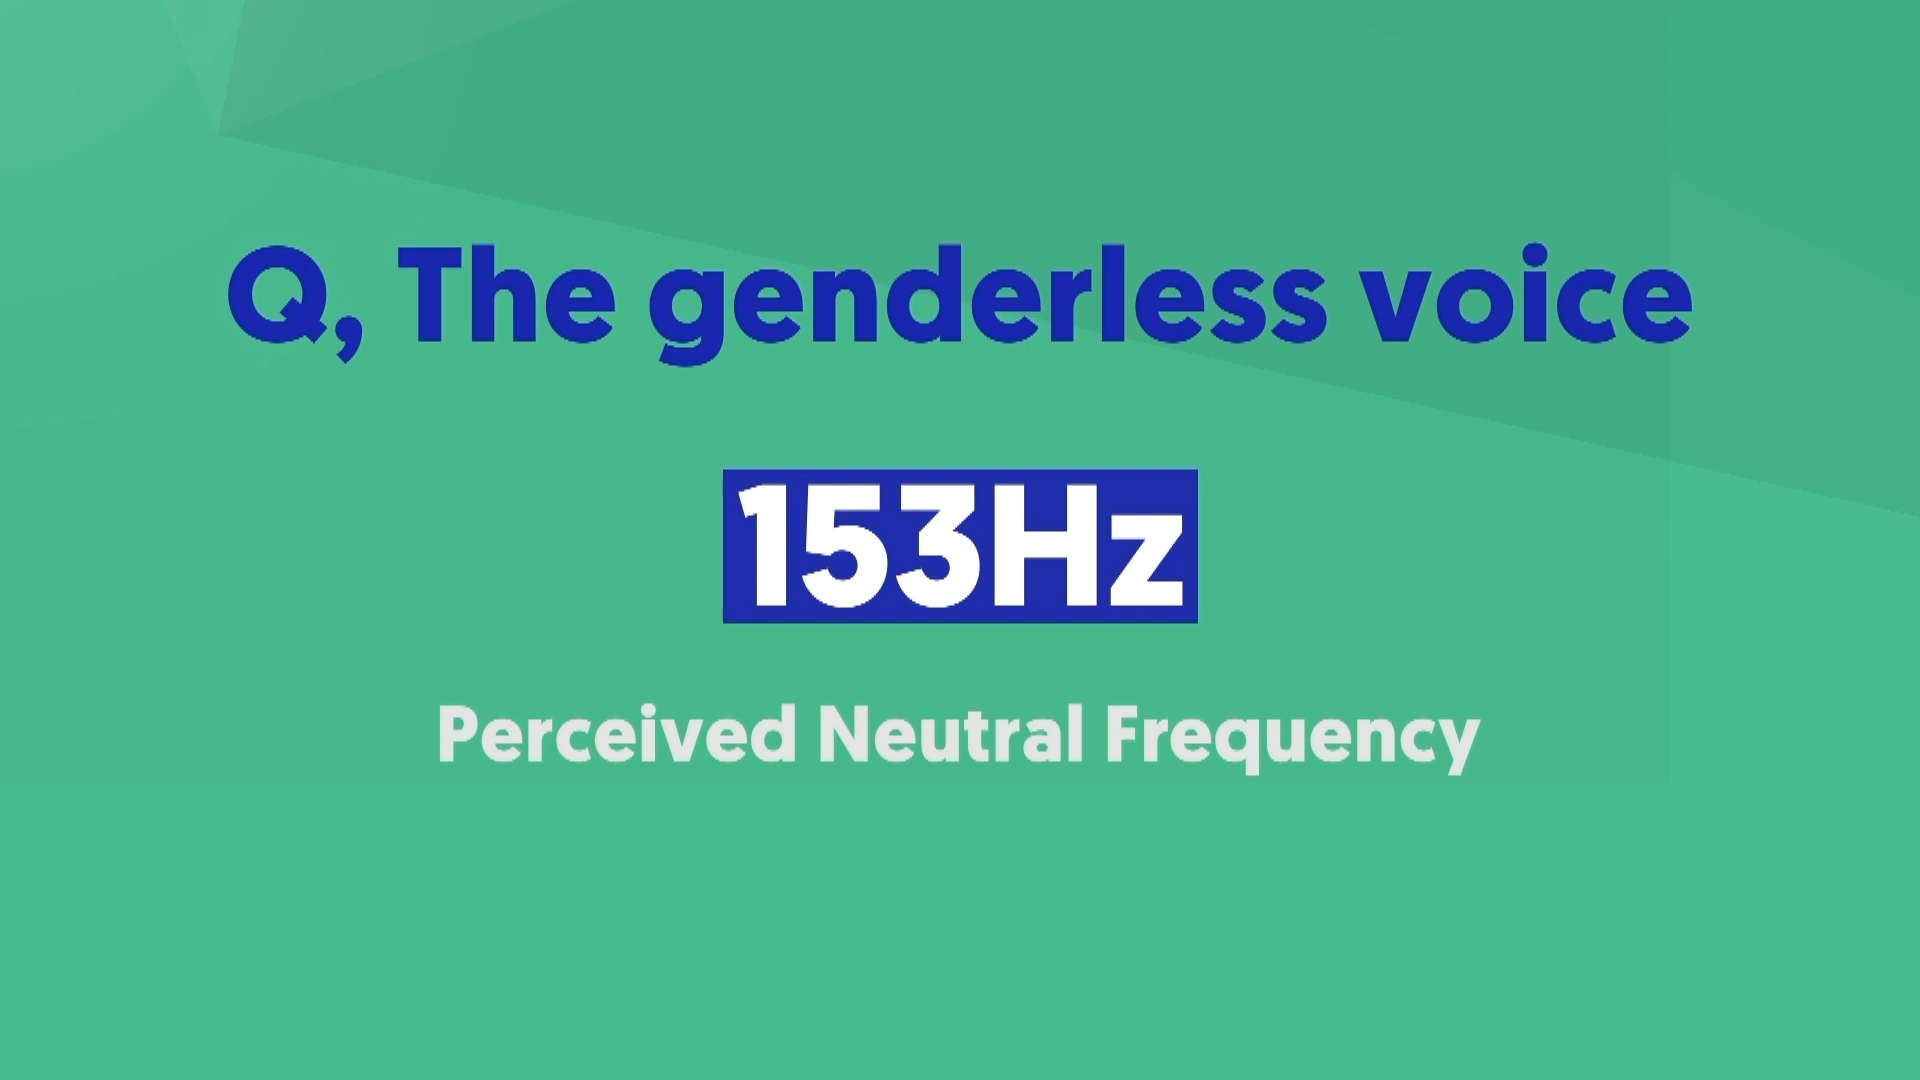 Q, The genderless voice
153Hz
Perceived Neutral Frequency